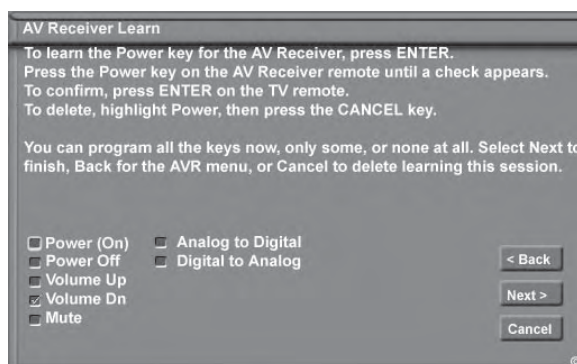 AV Receiver Learn
To learn the Power key for the AV Receiver, press ENTER.
Press the Power key on the AV Receiver remote until a check appears.
To confirm, press ENTER on the TV remote.
To delete, highlight Power, then press the CANCEL key.
You can program all the keys now, only some, or none at all. Select Next to
finish, Back for the AVR menu, or Cancel to delete learning this session.
Power (On)
Power Off
Volume Up
Volume Dn
Mute
Analog to Digital
Digital to Analog
< Back
Next >
Cancel